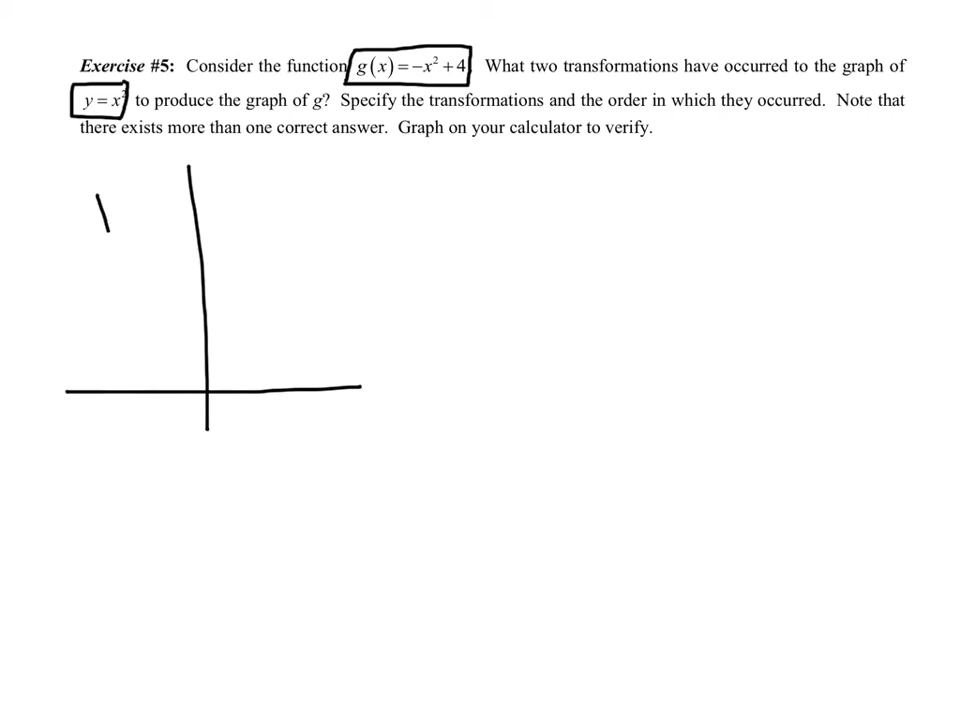 Exercise #5: Consider the function g(x) = −x² + 4. What two transformations have occurred to the graph of
y = x² to produce the graph of g? Specify the transformations and the order in which they occurred. Note that
there exists more than one correct answer. Graph on your calculator to verify.